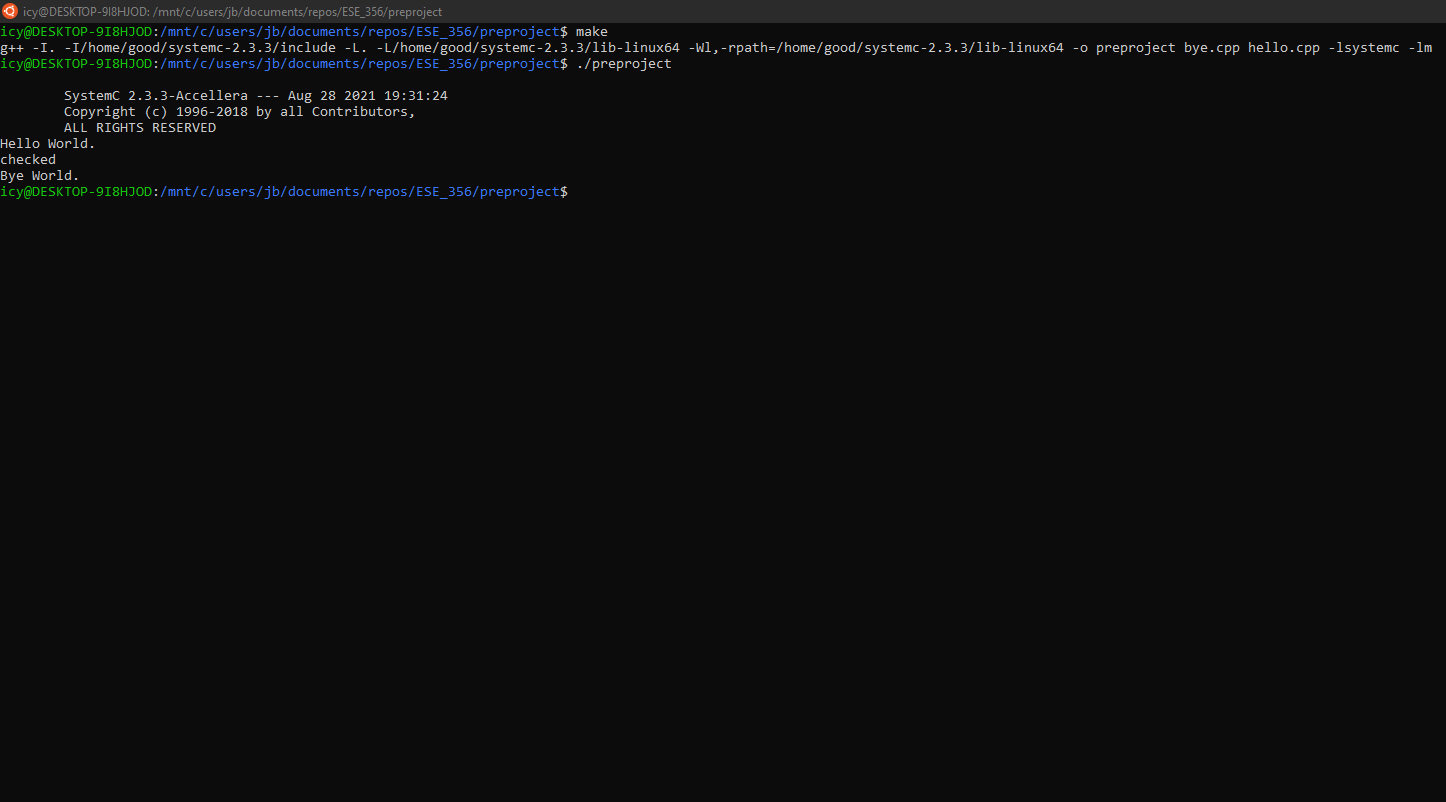 icy@DESKTOP-9I8HJOD: /mnt/c/users/jb/documents/repos/ESE_356/preproject
icy@DESKTOP-9I8HJOD:/mnt/c/users/jb/documents/repos/ESE_356/preproject$ make
g++ -I. -I/home/good/systemc-2.3.3/include -L. -L/home/good/systemc-2.3.3/lib-linux64 -Wl,-rpath=/home/good/systemc-2.3.3/lib-linux64 -o preproject bye.cpp hello.cpp -lsystemc -lm
icy@DESKTOP-9I8HJOD:/mnt/c/users/jb/documents/repos/ESE_356/preproject$ ./preproject
SystemC 2.3.3-Accellera --- Aug 28 2021 19:31:24
Copyright (c) 1996-2018 by all Contributors,
ALL RIGHTS RESERVED
Hello World.
checked
Bye World.
icy@DESKTOP-9I8HJOD:/mnt/c/users/jb/documents/repos/ESE_356/preproject$